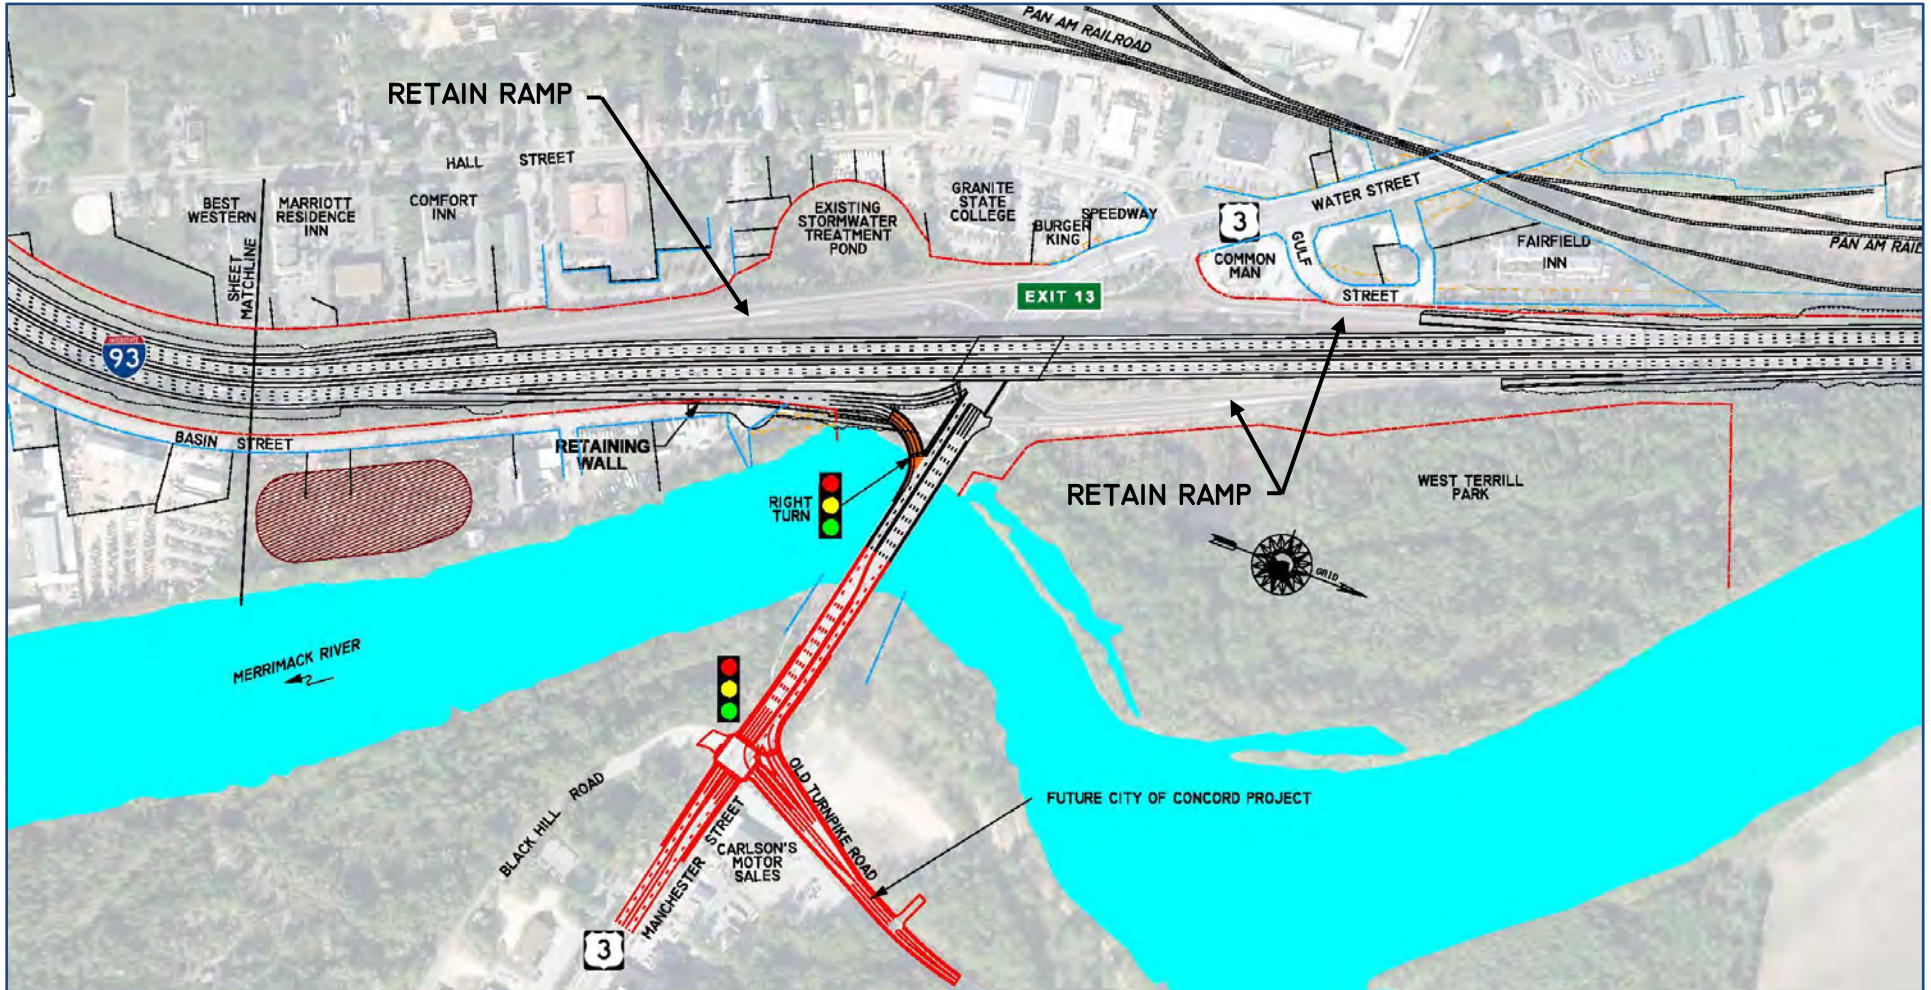 PAN AM RAILROAD
RETAIN RAMP
HALL STREET
BEST
WESTERN
MARRIOTT
RESIDENCE
INN
COMFORT
INN
EXISTING
STORMWATER
TREATMENT
POND
GRANITE
STATE
COLLEGE
BURGER
KING
SPEEDWAY
3
WATER STREET
COMMON
MAN
GULF
STREET
FAIRFIELD
INN
PAN AM RAIL
SHEET
MATCHLINE
EXIT 13
INTERSTATE
93
BASIN STREET
RETAINING
WALL
RIGHT
TURN
RETAIN RAMP
WEST TERRILL
PARK
GRID
MERRIMACK RIVER
BLACK HILL ROAD
OLD TURNPIKE ROAD
FUTURE CITY OF CONCORD PROJECT
MANCHESTER STREET
CARLSON'S
MOTOR
SALES
3